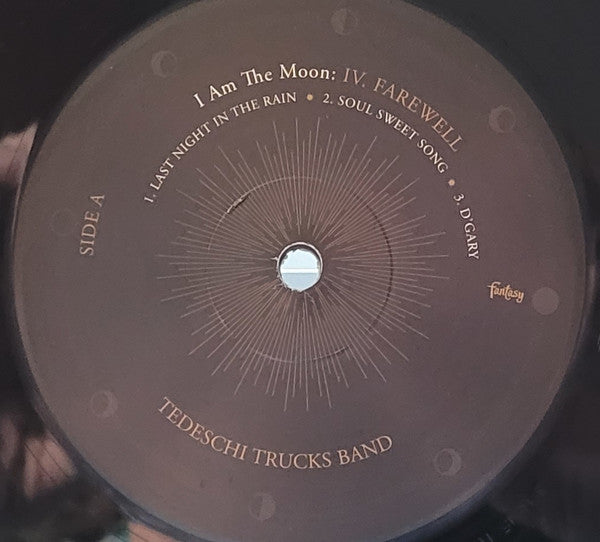 I Am The Moon: IV. FAREWELL
1. LAST NIGHT IN THE RAIN • 2. SOUL SWEET SONG • 3. D'GARY
SIDE A
fantasy
TEDESCHI TRUCKS BAND